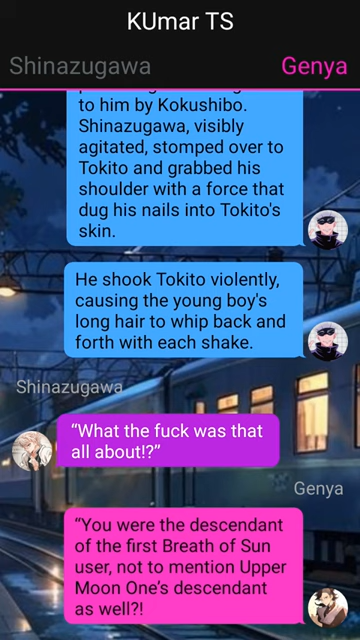 KUmar TS
Shinazugawa
Genya
to him by Kokushibo.
Shinazugawa, visibly
agitated, stomped over to
Tokito and grabbed his
shoulder with a force that
dug his nails into Tokito's
skin.
He shook Tokito violently,
causing the young boy's
long hair to whip back and
forth with each shake.
Shinazugawa
“What the fuck was that
all about!?”
Genya
“You were the descendant
of the first Breath of Sun
user, not to mention Upper
Moon One’s descendant
as well?!